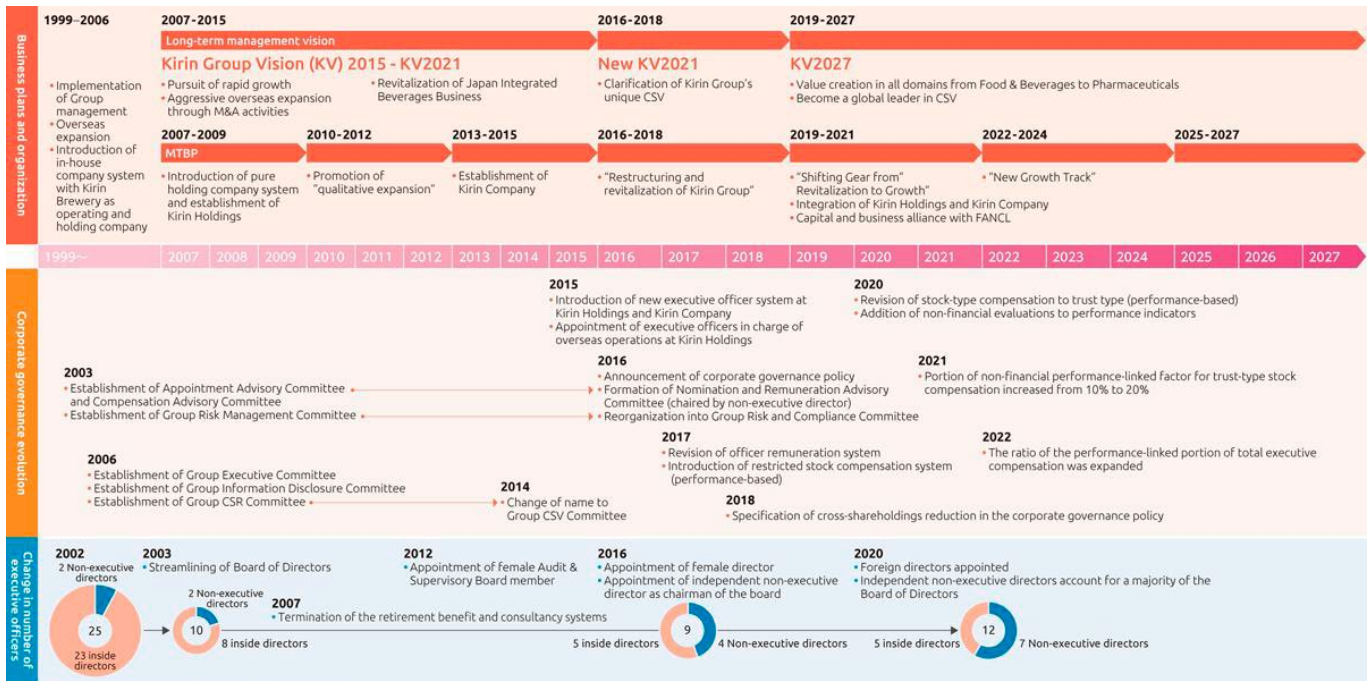 Business plans and organization
1999–2006
• Implementation
of Group
management
• Overseas
expansion
• Introduction of
in-house
company system
with Kirin
Brewery as
operating and
holding company
2007-2015
Long-term management vision
Kirin Group Vision (KV) 2015 - KV2021
• Pursuit of rapid growth
• Aggressive overseas expansion
through M&A activities
• Revitalization of Japan Integrated
Beverages Business
2016-2018
New KV2021
• Clarification of Kirin Group's
unique CSV
2019-2027
KV2027
• Value creation in all domains from Food & Beverages to Pharmaceuticals
• Become a global leader in CSV
2007-2009
MTBP
• Introduction of pure
holding company system
and establishment of
Kirin Holdings
2010-2012
• Promotion of
"qualitative expansion"
2013-2015
• Establishment of
Kirin Company
2016-2018
• "Restructuring and
revitalization of Kirin Group"
2019-2021
• "Shifting Gear from"
Revitalization to Growth"
• Integration of Kirin Holdings and Kirin Company
• Capital and business alliance with FANCL
2022-2024
• "New Growth Track"
2025-2027
1999~ 2007 2008 2009 2010 2011 2012 2013 2014 2015 2016 2017 2018 2019 2020 2021 2022 2023 2024 2025 2026 2027
Corporate governance evolution
2003
• Establishment of Appointment Advisory Committee
and Compensation Advisory Committee
• Establishment of Group Risk Management Committee
2006
• Establishment of Group Executive Committee
• Establishment of Group Information Disclosure Committee
• Establishment of Group CSR Committee
2014
• Change of name to
Group CSV Committee
2015
• Introduction of new executive officer system at
Kirin Holdings and Kirin Company
• Appointment of executive officers in charge of
overseas operations at Kirin Holdings
2016
• Announcement of corporate governance policy
• Formation of Nomination and Remuneration Advisory
Committee (chaired by non-executive director)
• Reorganization into Group Risk and Compliance Committee
2017
• Revision of officer remuneration system
• Introduction of restricted stock compensation system
(performance-based)
2018
• Specification of cross-shareholdings reduction in the corporate governance policy
2020
• Revision of stock-type compensation to trust type (performance-based)
• Addition of non-financial evaluations to performance indicators
2021
• Portion of non-financial performance-linked factor for trust-type stock
compensation increased from 10% to 20%
2022
• The ratio of the performance-linked portion of total executive
compensation was expanded
Change in number of
executive officers
2002
2 Non-executive
directors
25
23 inside
directors
2003
• Streamlining of Board of Directors
2 Non-executive
directors
10
8 inside directors
2007
• Termination of the retirement benefit and consultancy systems
2012
• Appointment of female Audit &
Supervisory Board member
2016
• Appointment of female director
• Appointment of independent non-executive
director as chairman of the board
5 inside directors
9
4 Non-executive directors
2020
• Foreign directors appointed
• Independent non-executive directors account for a majority of the
Board of Directors
5 inside directors
12
7 Non-executive directors